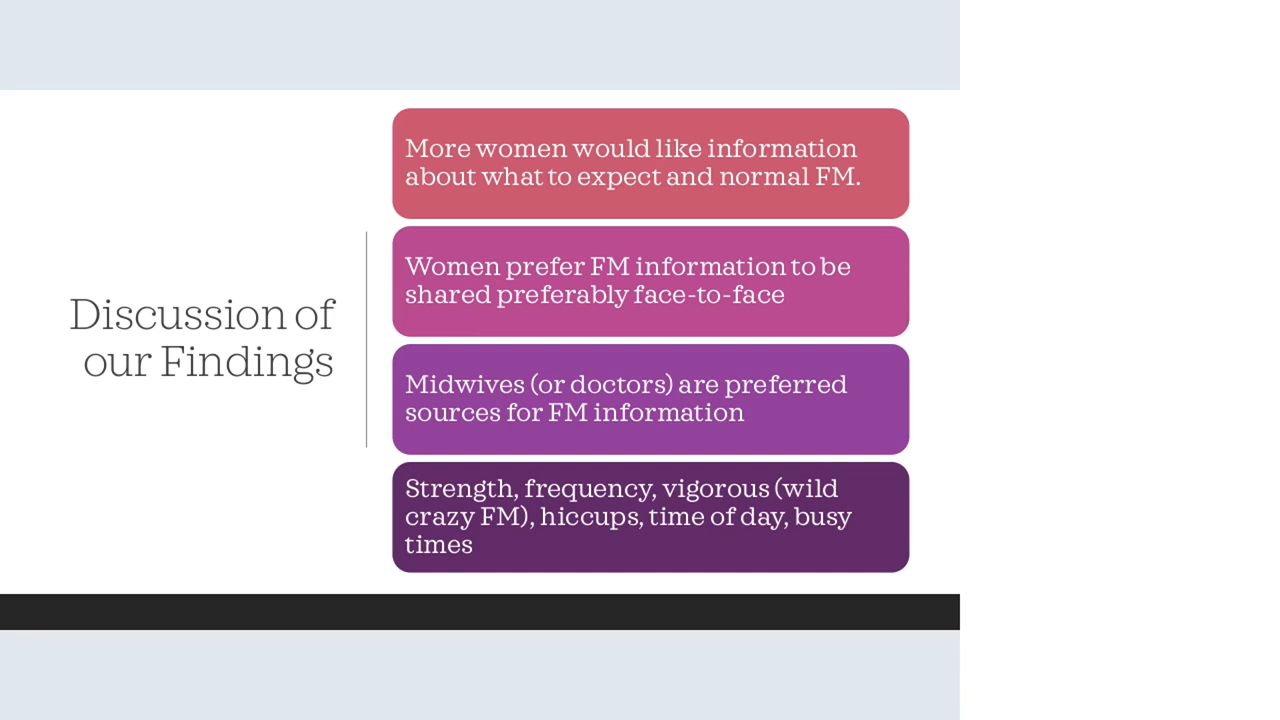 Discussion of
our Findings
More women would like information
about what to expect and normal FM.
Women prefer FM information to be
shared preferably face-to-face
Midwives (or doctors) are preferred
sources for FM information
Strength, frequency, vigorous (wild
crazy FM), hiccups, time of day, busy
times